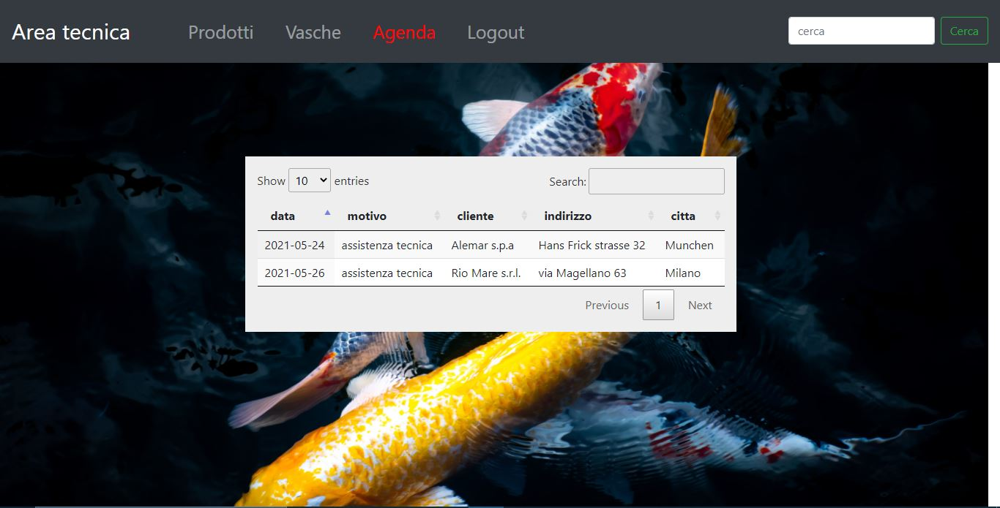 Area tecnica Prodotti Vasche Agenda Logout cerca Cerca
Show 10 entries Search:
data motivo cliente indirizzo citta
2021-05-24 assistenza tecnica Alemar s.p.a Hans Frick strasse 32 Munchen
2021-05-26 assistenza tecnica Rio Mare s.r.l. via Magellano 63 Milano
Previous 1 Next